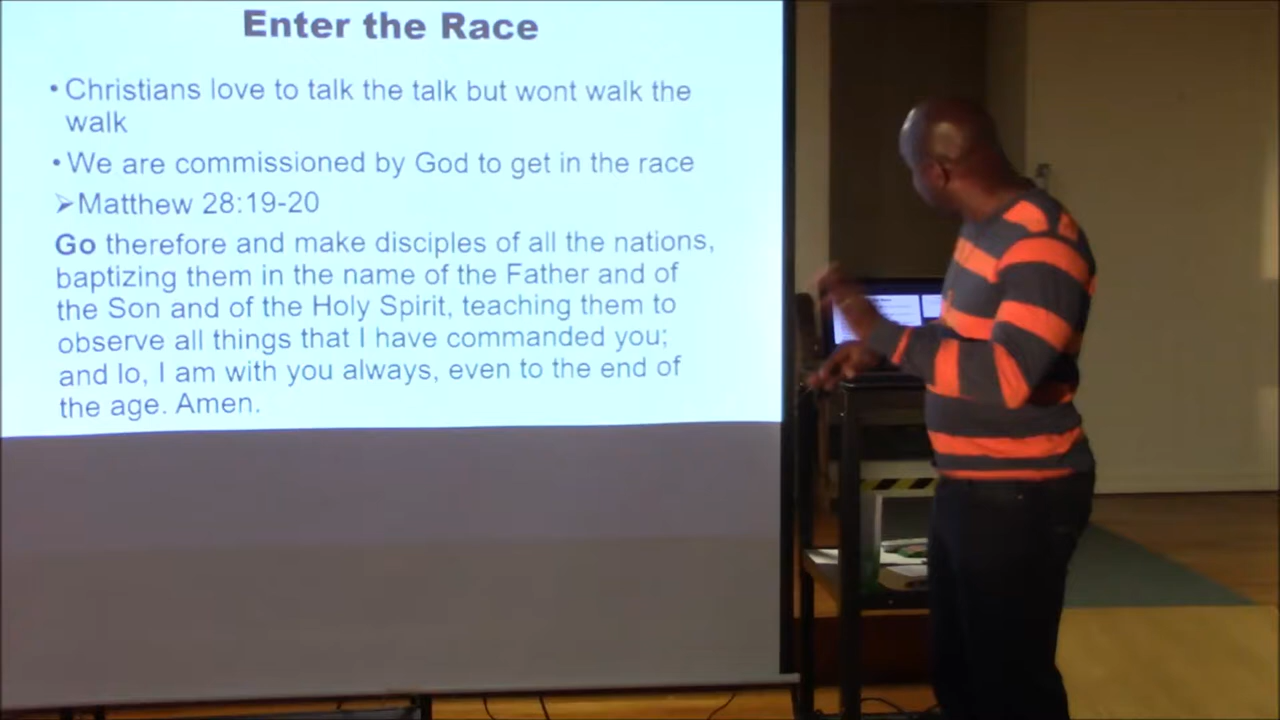 Enter the Race
• Christians love to talk the talk but wont walk the
walk
• We are commissioned by God to get in the race
➢Matthew 28:19-20
Go therefore and make disciples of all the nations,
baptizing them in the name of the Father and of
the Son and of the Holy Spirit, teaching them to
observe all things that I have commanded you;
and lo, I am with you always, even to the end of
the age. Amen.